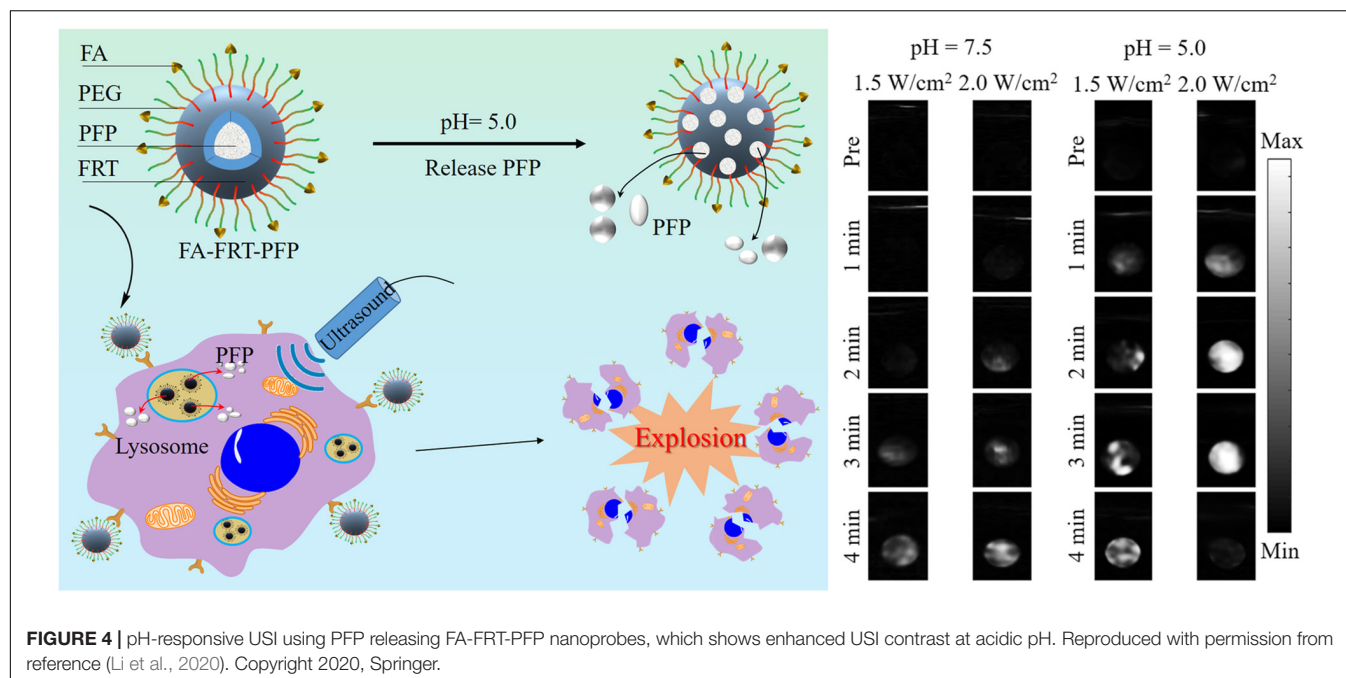 FA
PEG
PFP
FRT
FA-FRT-PFP
pH= 5.0
Release PFP
PFP
Ultrasound
PFP
Lysosome
Explosion
pH = 7.5
pH = 5.0
1.5 W/cm² 2.0 W/cm²
1.5 W/cm² 2.0 W/cm²
Pre
1 min
2 min
3 min
4 min
Pre
1 min
2 min
3 min
4 min
Max
Min
FIGURE 4 | pH-responsive USI using PFP releasing FA-FRT-PFP nanoprobes, which shows enhanced USI contrast at acidic pH. Reproduced with permission from
reference (Li et al., 2020). Copyright 2020, Springer.